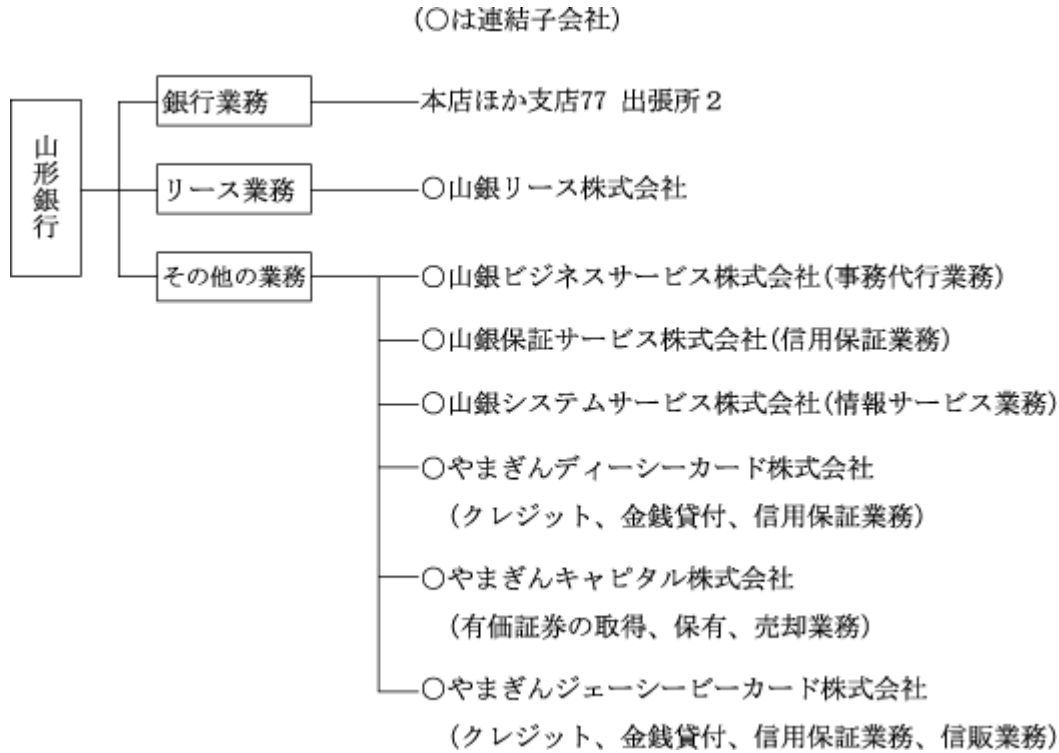 (○は連結子会社)
山形銀行
銀行業務
本店ほか支店77 出張所2
リース業務
○山銀リース株式会社
その他の業務
○山銀ビジネスサービス株式会社(事務代行業務)
○山銀保証サービス株式会社(信用保証業務)
○山銀システムサービス株式会社(情報サービス業務)
○やまぎんディーシーカード株式会社
(クレジット、金銭貸付、信用保証業務)
○やまぎんキャピタル株式会社
(有価証券の取得、保有、売却業務)
○やまぎんジェーシービーカード株式会社
(クレジット、金銭貸付、信用保証業務、信販業務)